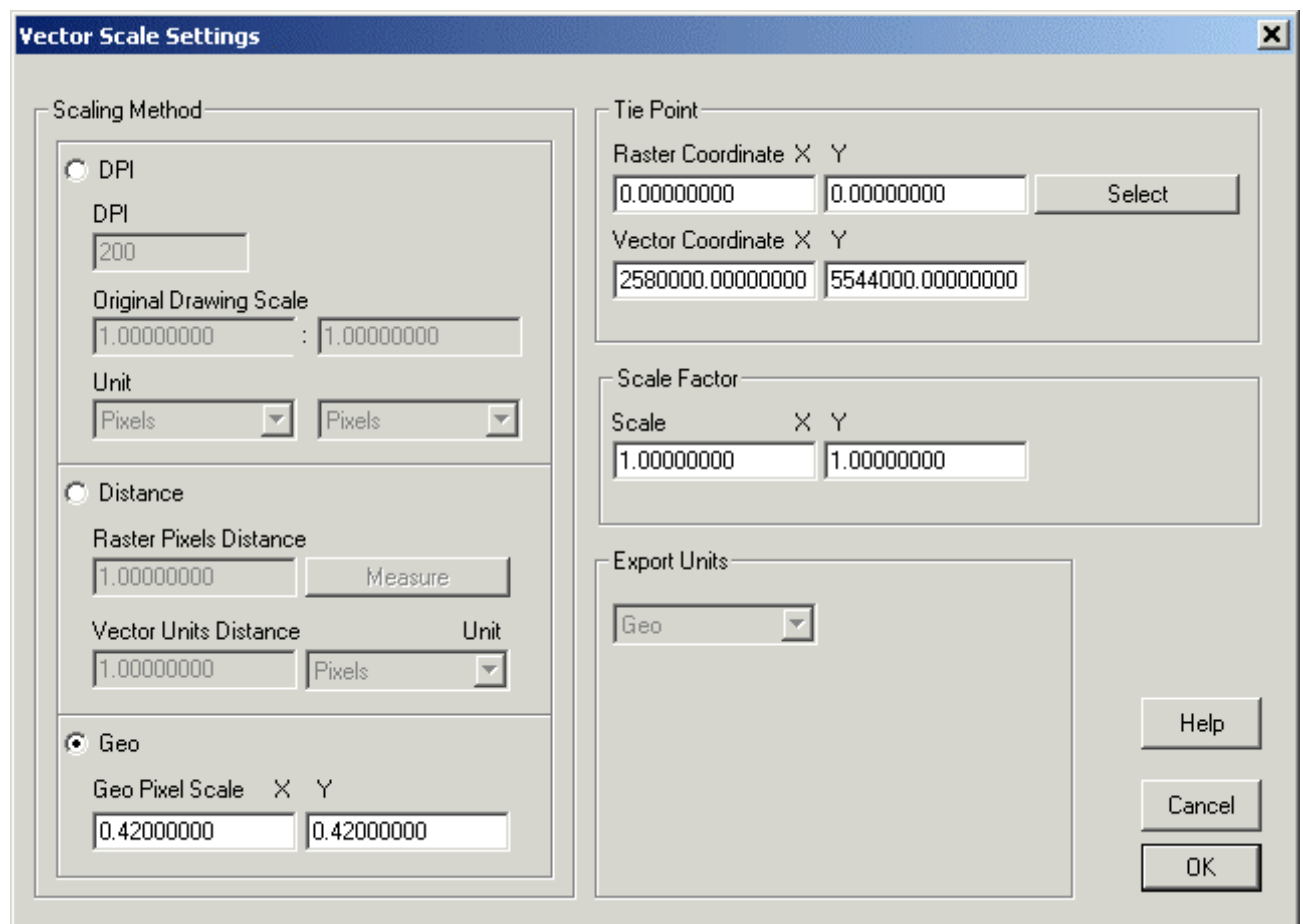 Vector Scale Settings
Scaling Method
DPI
DPI
200
Original Drawing Scale
1.00000000 : 1.00000000
Unit
Pixels Pixels
Distance
Raster Pixels Distance
1.00000000 Measure
Vector Units Distance Unit
1.00000000 Pixels
Geo
Geo Pixel Scale X Y
0.42000000 0.42000000
Tie Point
Raster Coordinate X Y
0.00000000 0.00000000 Select
Vector Coordinate X Y
2580000.00000000 5544000.00000000
Scale Factor
Scale X Y
1.00000000 1.00000000
Export Units
Geo
Help
Cancel
OK